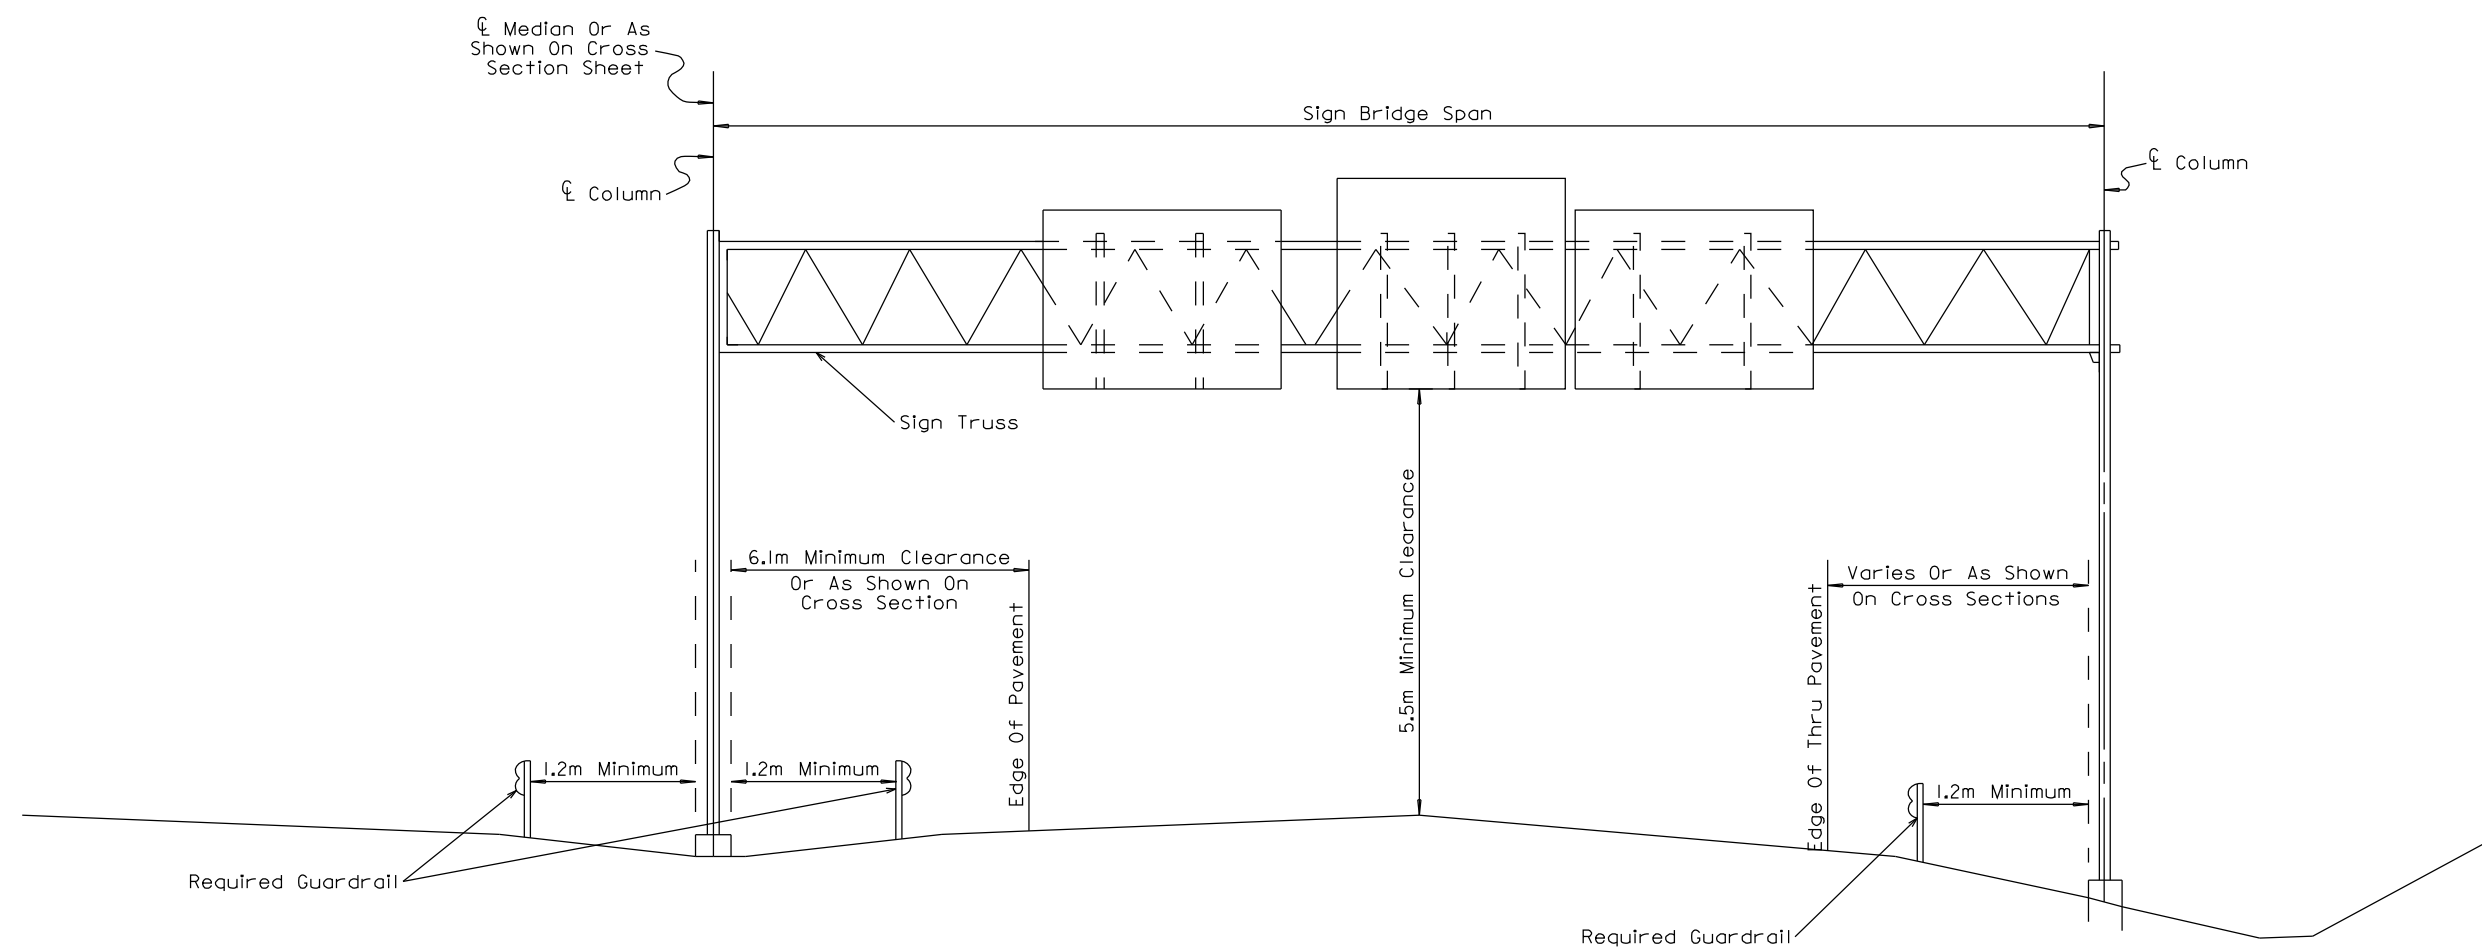 ℄ Median Or As
Shown On Cross
Section Sheet
Sign Bridge Span
℄ Column
℄ Column
Sign Truss
5.5m Minimum Clearance
6.1m Minimum Clearance
Or As Shown On
Cross Section
Edge Of Pavement
Varies Or As Shown
On Cross Sections
Edge Of Thru Pavement
1.2m Minimum
1.2m Minimum
1.2m Minimum
Required Guardrail
Required Guardrail